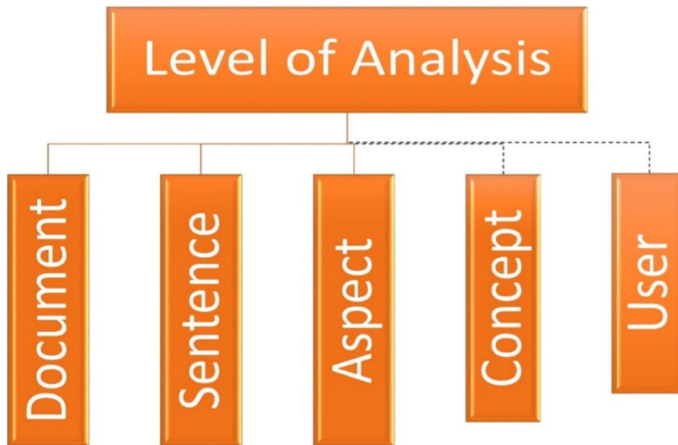 Level of Analysis
Document
Sentence
Aspect
Concept
User